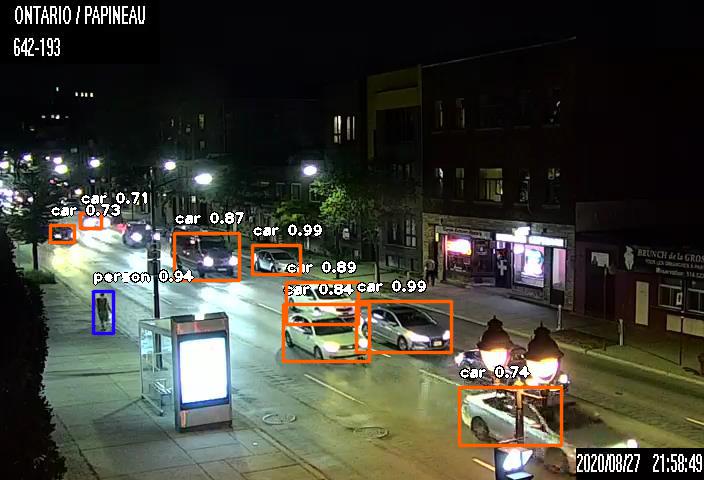 ONTARIO / PAPINEAU
642-193
car 0.71
car 0.73
car 0.87
car 0.99
person 0.94
car 0.89
car 0.84
car 0.99
car 0.74
BRUNCH de la GROS
2020/08/27 21:58:49